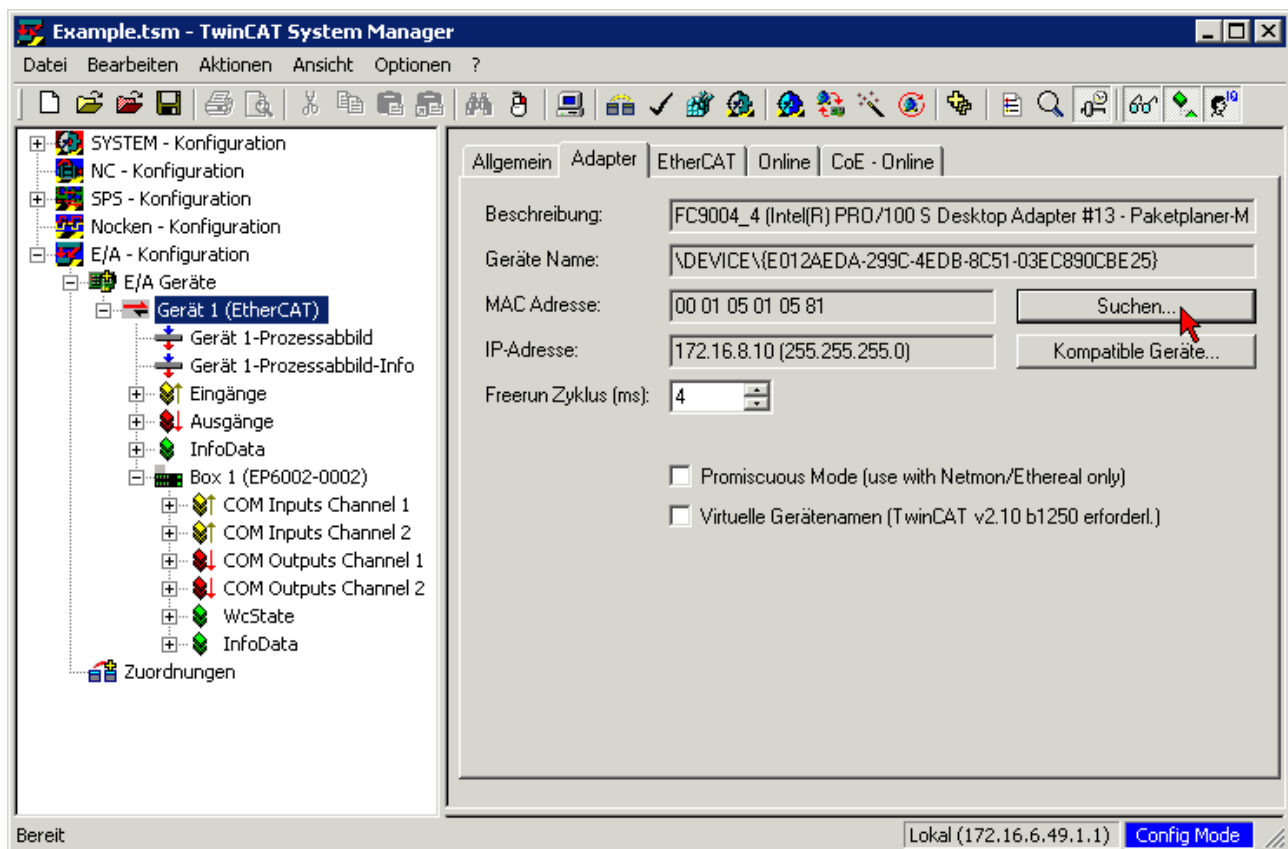 Example.tsm - TwinCAT System Manager
Datei Bearbeiten Aktionen Ansicht Optionen ?
SYSTEM - Konfiguration
NC - Konfiguration
SPS - Konfiguration
Nocken - Konfiguration
E/A - Konfiguration
E/A Geräte
Gerät 1 (EtherCAT)
Gerät 1-Prozessabbild
Gerät 1-Prozessabbild-Info
Eingänge
Ausgänge
InfoData
Box 1 (EP6002-0002)
COM Inputs Channel 1
COM Inputs Channel 2
COM Outputs Channel 1
COM Outputs Channel 2
WcState
InfoData
Zuordnungen
Allgemein Adapter EtherCAT Online CoE - Online
Beschreibung: FC9004_4 (Intel(R) PRO/100 S Desktop Adapter #13 - Paketplaner-M
Geräte Name: \DEVICE\{E012AEDA-299C-4EDB-8C51-03EC890CBE25}
MAC Adresse: 00 01 05 01 05 81 Suchen...
IP-Adresse: 172.16.8.10 (255.255.255.0) Kompatible Geräte...
Freerun Zyklus (ms): 4
Promiscuous Mode (use with Netmon/Ethereal only)
Virtuelle Gerätenamen (TwinCAT v2.10 b1250 erforderl.)
Bereit Lokal (172.16.6.49.1.1) Config Mode